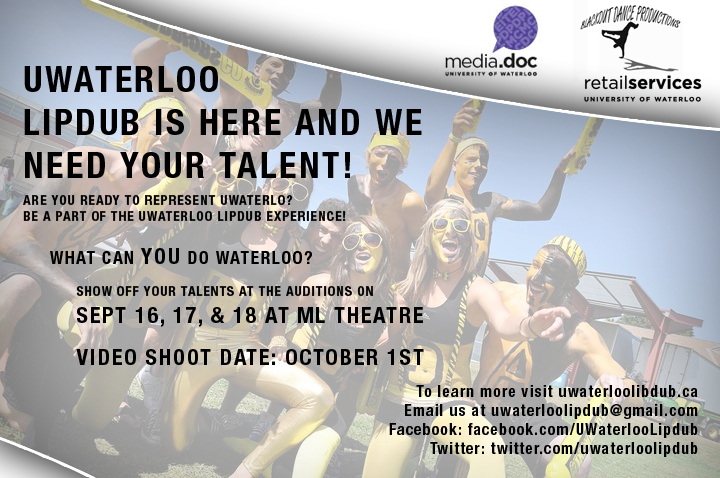 BLACKOUT DANCE PRODUCTIONS
media.doc
UNIVERSITY OF WATERLOO
retailservices
UNIVERSITY OF WATERLOO
UWATERLOO
LIPDUB IS HERE AND WE
NEED YOUR TALENT!
ARE YOU READY TO REPRESENT UWATERLO?
BE A PART OF THE UWATERLOO LIPDUB EXPERIENCE!
WHAT CAN YOU DO WATERLOO?
SHOW OFF YOUR TALENTS AT THE AUDITIONS ON
SEPT 16, 17, & 18 AT ML THEATRE
VIDEO SHOOT DATE: OCTOBER 1ST
To learn more visit uwaterloolibdub.ca
Email us at uwaterloolipdub@gmail.com
Facebook: facebook.com/UWaterlooLipdub
Twitter: twitter.com/uwaterloolipdub